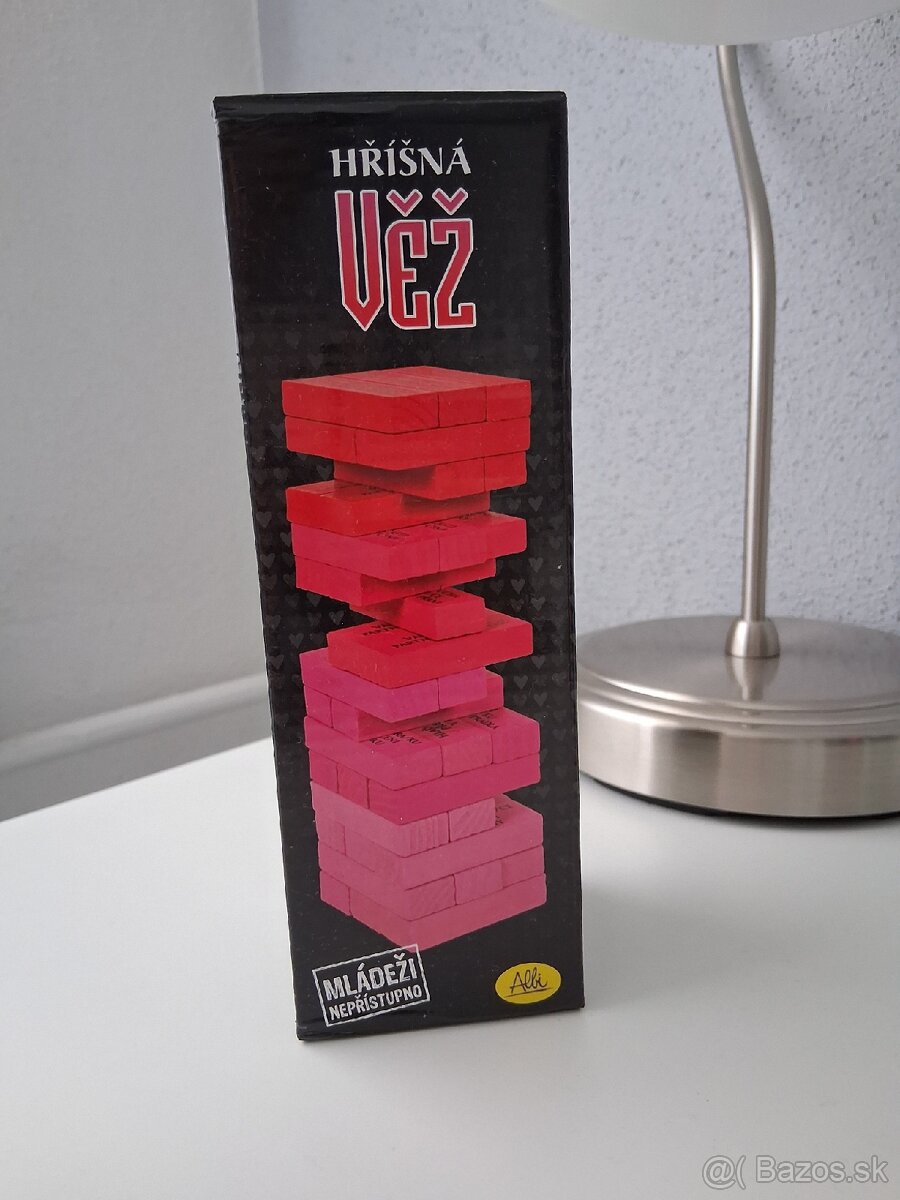 HŘÍŠNÁ
VĚŽ
MLÁDEŽI
NEPŘÍSTUPNO
Albi
@( Bazos.sk